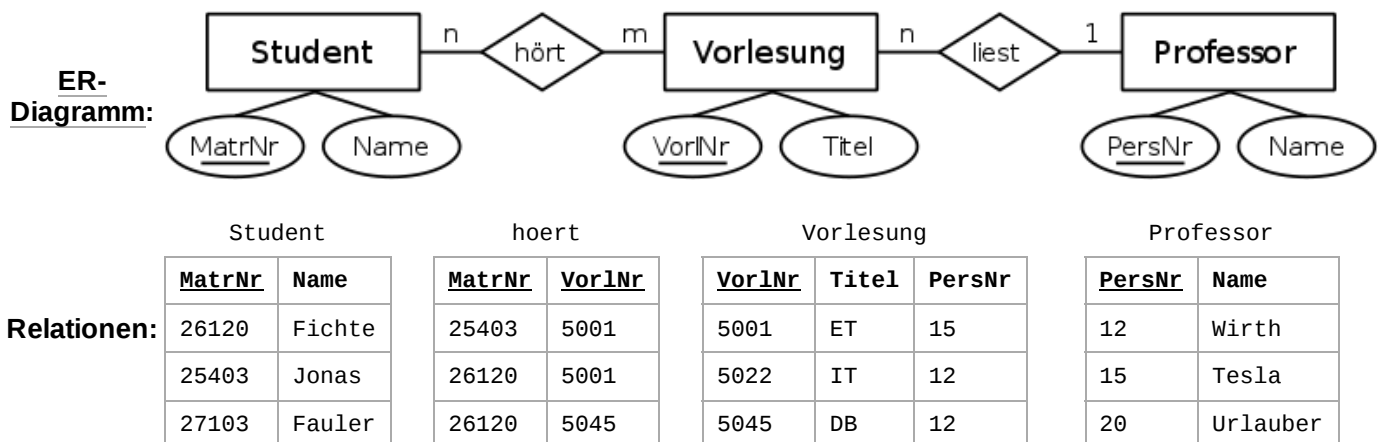 ER-
Diagramm:
Student n hört m Vorlesung n liest 1 Professor
MatrNr Name VorlNr Titel PersNr Name
Student hoert Vorlesung Professor
Relationen:
MatrNr Name MatrNr VorlNr VorlNr Titel PersNr PersNr Name
26120 Fichte 25403 5001 5001 ET 15 12 Wirth
25403 Jonas 26120 5001 5022 IT 12 15 Tesla
27103 Fauler 26120 5045 5045 DB 12 20 Urlauber